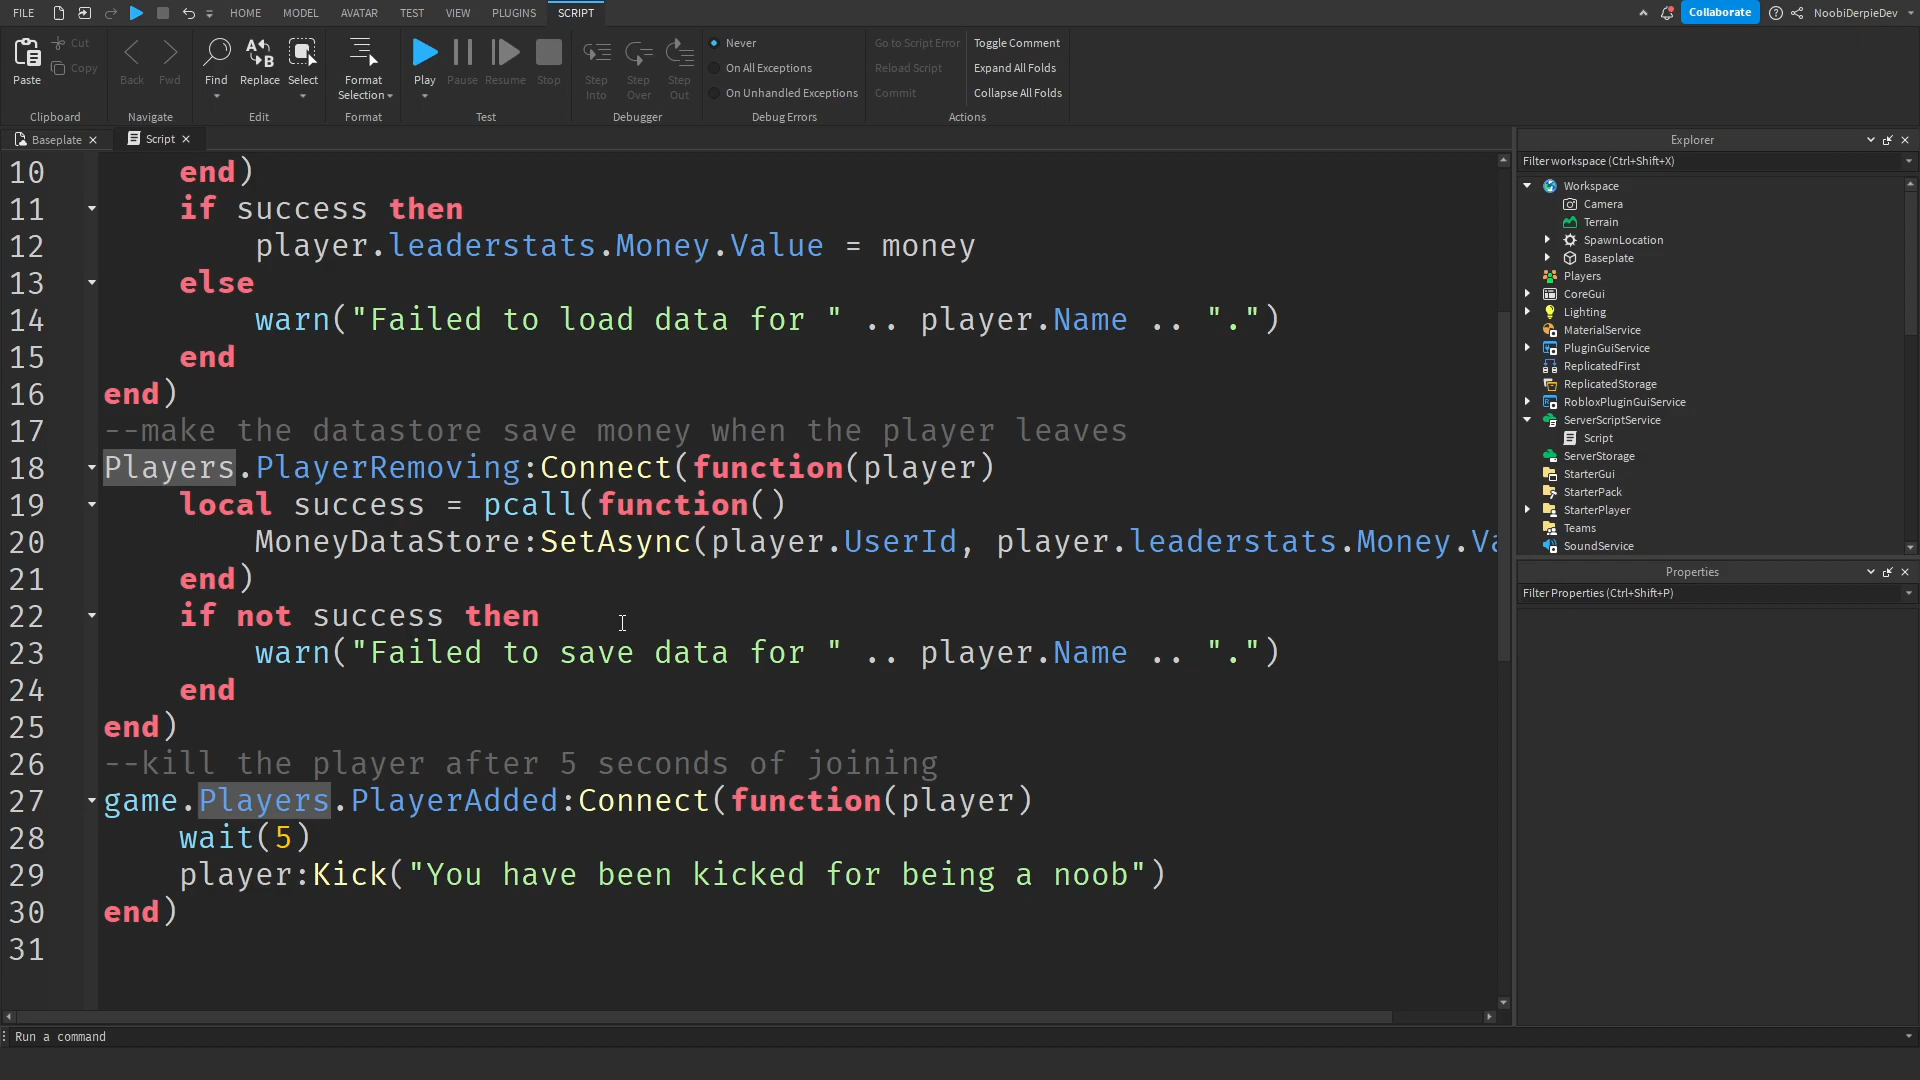 FILE HOME MODEL AVATAR TEST VIEW PLUGINS SCRIPT Collaborate NoobiDerpieDev
Paste Cut Copy Back Fwd Find Replace Select Format Selection Play Pause Resume Stop Step Into Step Over Step Out
Never
On All Exceptions
On Unhandled Exceptions
Go to Script Error
Reload Script
Commit
Toggle Comment
Expand All Folds
Collapse All Folds
Clipboard Navigate Edit Format Test Debugger Debug Errors Actions
Baseplate Script
10 end)
11 if success then
12 player.leaderstats.Money.Value = money
13 else
14 warn("Failed to load data for " .. player.Name .. ".")
15 end
16 end)
17 --make the datastore save money when the player leaves
18 Players.PlayerRemoving:Connect(function(player)
19 local success = pcall(function()
20 MoneyDataStore:SetAsync(player.UserId, player.leaderstats.Money.Va
21 end)
22 if not success then
23 warn("Failed to save data for " .. player.Name .. ".")
24 end
25 end)
26 --kill the player after 5 seconds of joining
27 game.Players.PlayerAdded:Connect(function(player)
28 wait(5)
29 player:Kick("You have been kicked for being a noob")
30 end)
31
Run a command
Explorer
Filter workspace (Ctrl+Shift+X)
Workspace
Camera
Terrain
SpawnLocation
Baseplate
Players
CoreGui
Lighting
MaterialService
PluginGuiService
ReplicatedFirst
ReplicatedStorage
RobloxPluginGuiService
ServerScriptService
Script
ServerStorage
StarterGui
StarterPack
StarterPlayer
Teams
SoundService
Properties
Filter Properties (Ctrl+Shift+P)